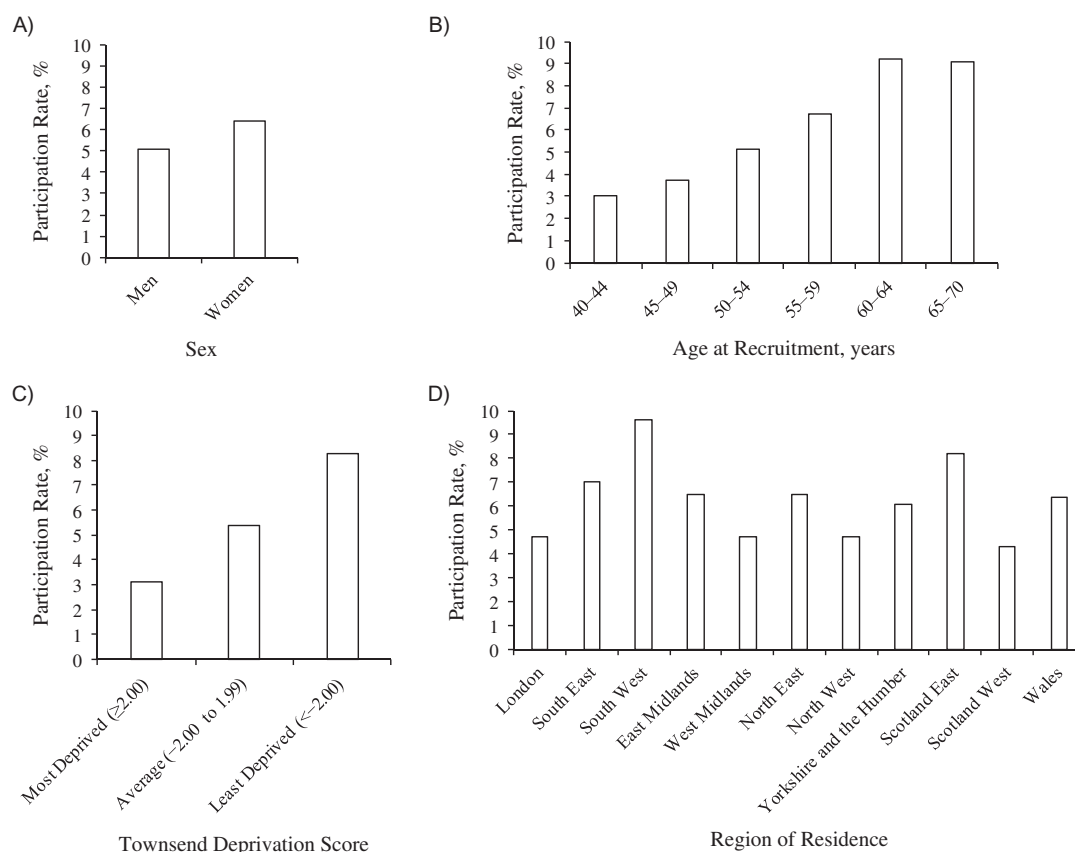 A)
Participation Rate, %
10
9
8
7
6
5
4
3
2
1
0
Men
Women
Sex
B)
Participation Rate, %
10
9
8
7
6
5
4
3
2
1
0
40–44
45–49
50–54
55–59
60–64
65–70
Age at Recruitment, years
C)
Participation Rate, %
10
9
8
7
6
5
4
3
2
1
0
Most Deprived (≥2.00)
Average (−2.00 to 1.99)
Least Deprived (<−2.00)
Townsend Deprivation Score
D)
Participation Rate, %
10
9
8
7
6
5
4
3
2
1
0
London
South East
South West
East Midlands
West Midlands
North East
North West
Yorkshire and the Humber
Scotland East
Scotland West
Wales
Region of Residence